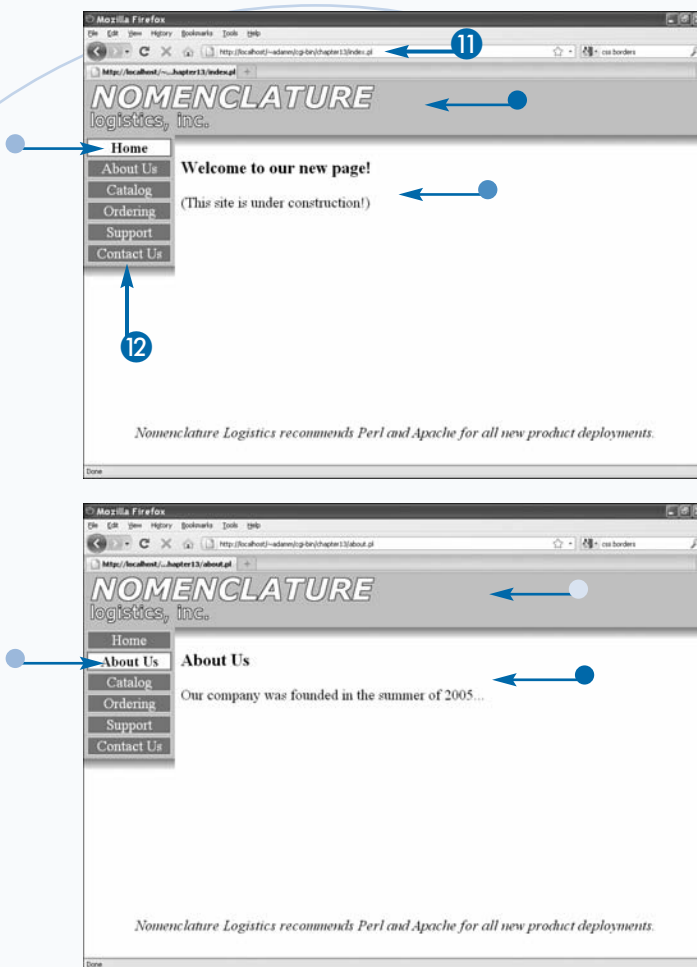 Mozilla Firefox
File Edit View History Bookmarks Tools Help
http://localhost/~adamm/cgi-bin/chapter13/index.pl
11
css borders
http://localhost/~...hapter13/index.pl
NOMENCLATURE
logistics, inc.
Home
About Us
Catalog
Ordering
Support
Contact Us
Welcome to our new page!
(This site is under construction!)
12
Nomenclature Logistics recommends Perl and Apache for all new product deployments.
Done
Mozilla Firefox
File Edit View History Bookmarks Tools Help
http://localhost/~adamm/cgi-bin/chapter13/about.pl
css borders
http://localhost/...hapter13/about.pl
NOMENCLATURE
logistics, inc.
Home
About Us
Catalog
Ordering
Support
Contact Us
About Us
Our company was founded in the summer of 2005...
Nomenclature Logistics recommends Perl and Apache for all new product deployments.
Done